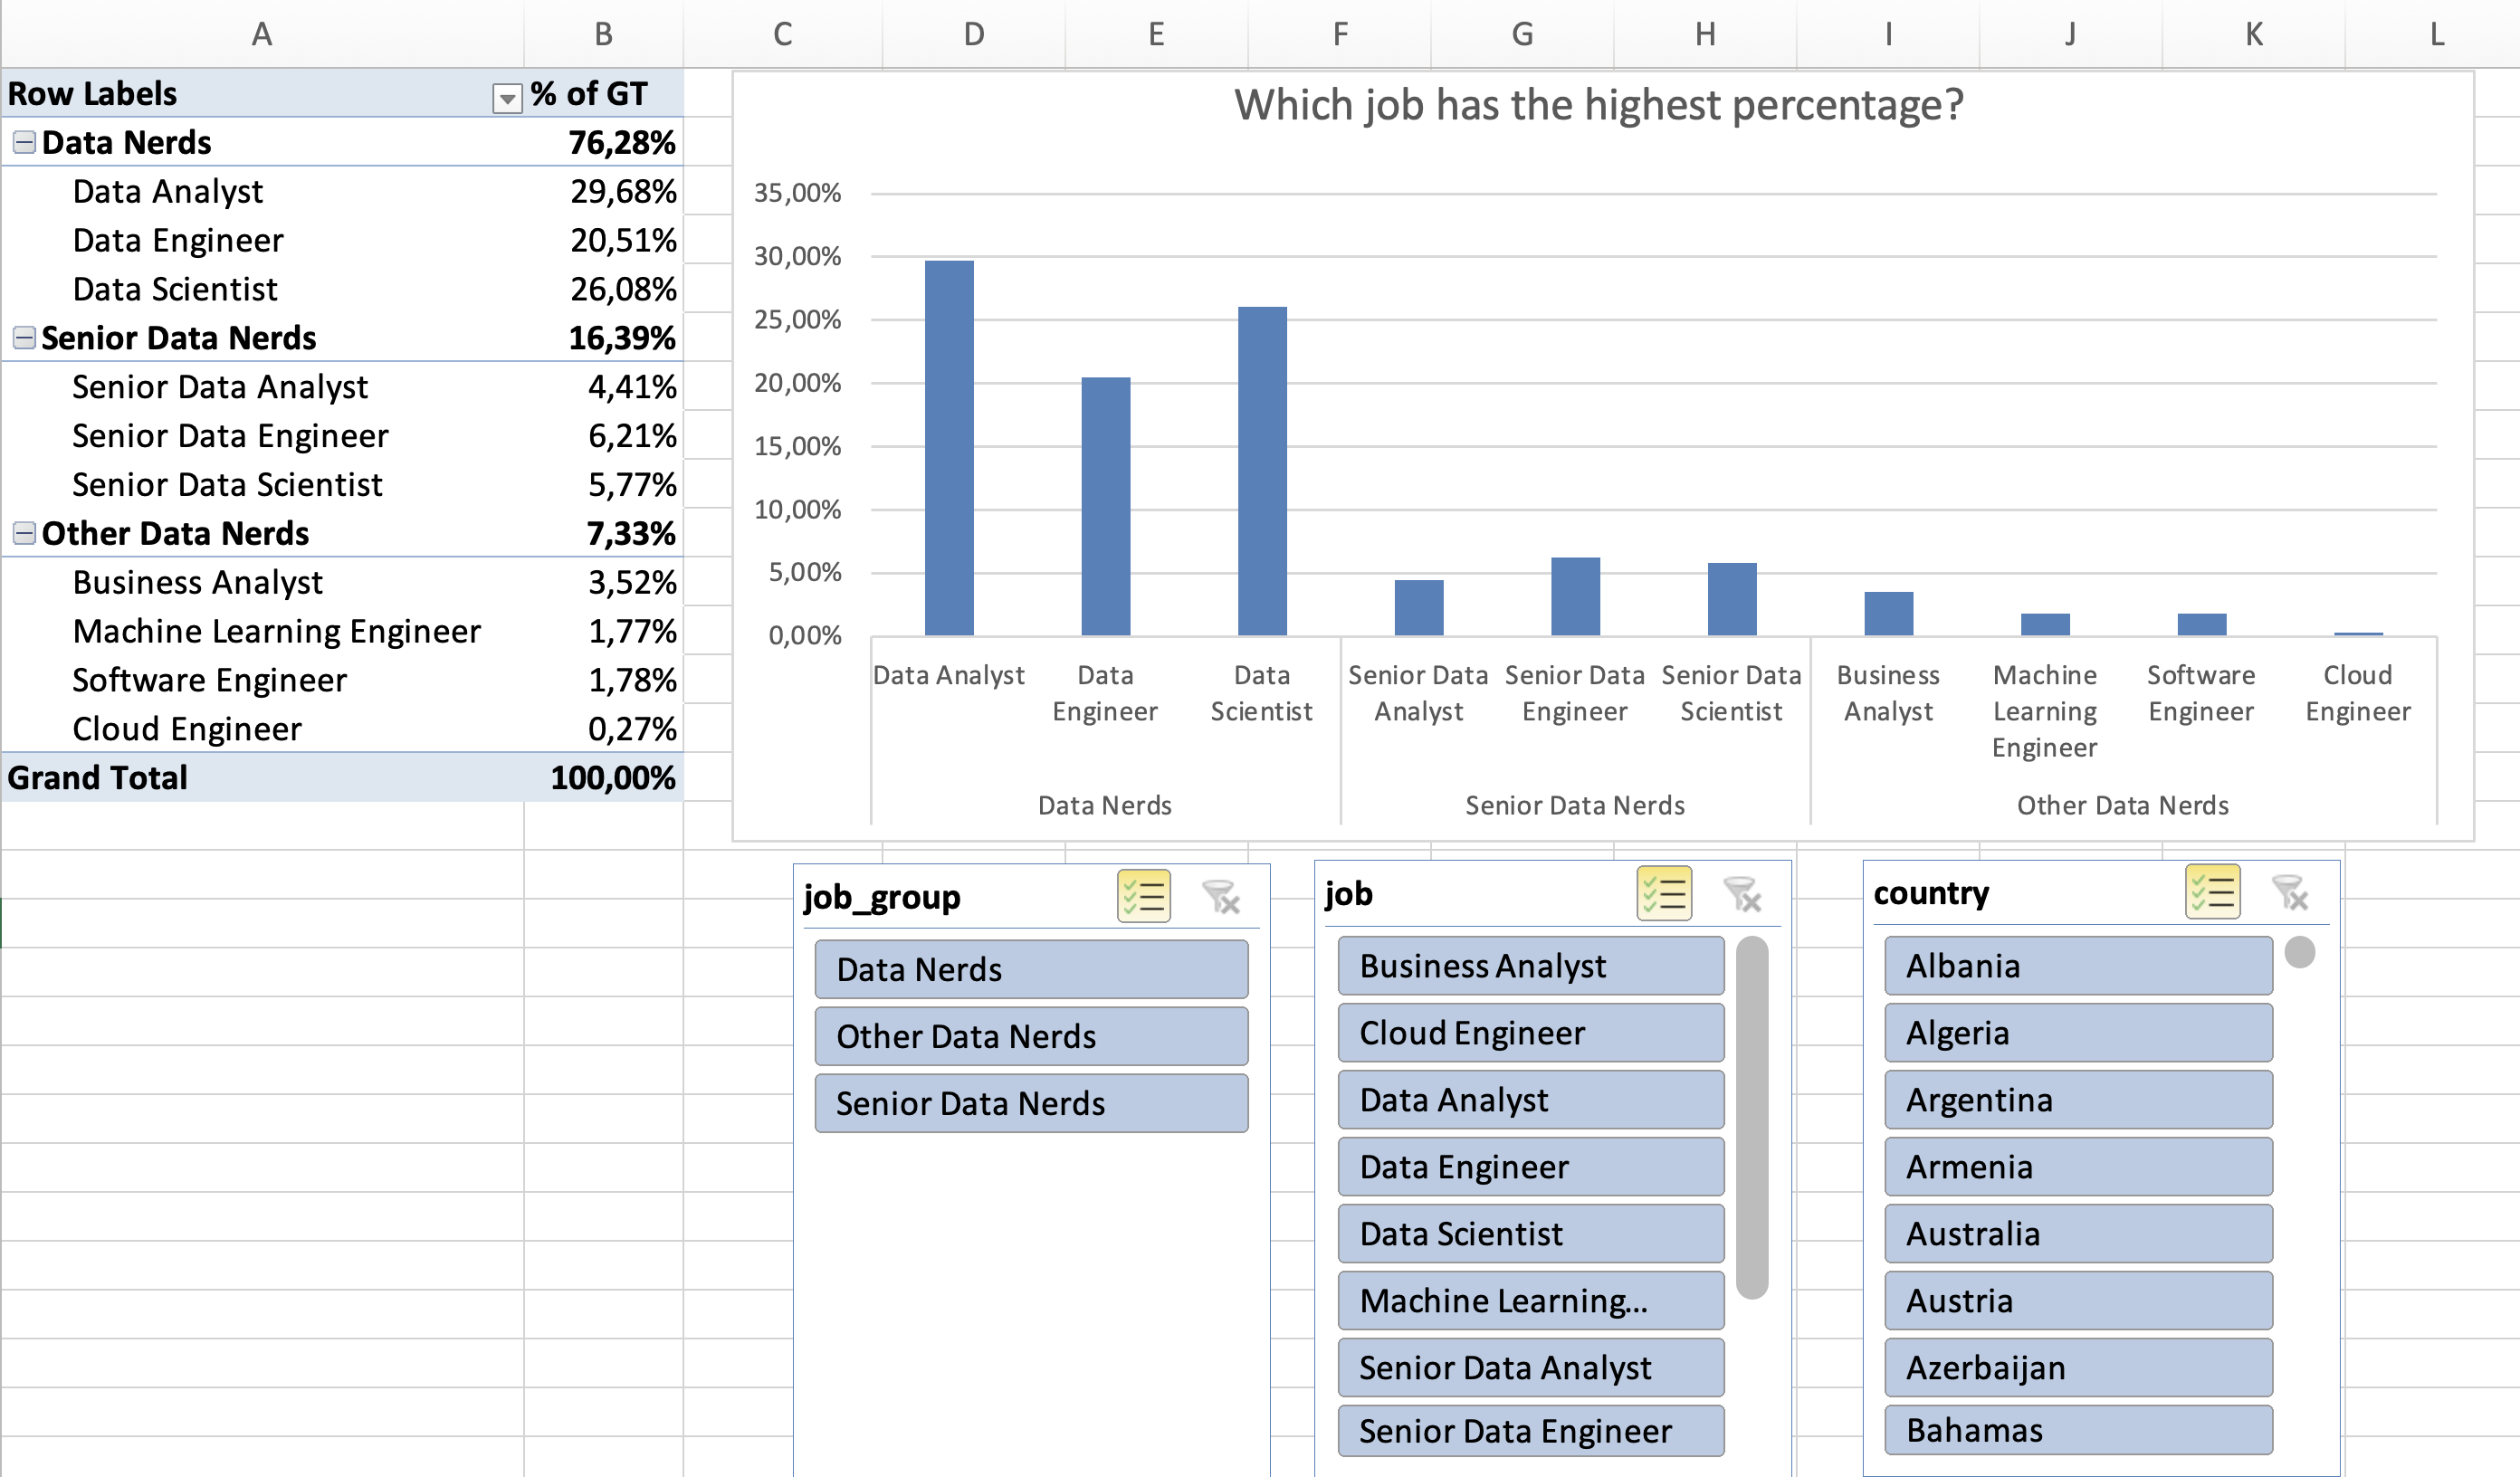 A B C D E F G H I J K L
Row Labels % of GT
Data Nerds 76,28%
Data Analyst 29,68%
Data Engineer 20,51%
Data Scientist 26,08%
Senior Data Nerds 16,39%
Senior Data Analyst 4,41%
Senior Data Engineer 6,21%
Senior Data Scientist 5,77%
Other Data Nerds 7,33%
Business Analyst 3,52%
Machine Learning Engineer 1,77%
Software Engineer 1,78%
Cloud Engineer 0,27%
Grand Total 100,00%
Which job has the highest percentage?
35,00%
30,00%
25,00%
20,00%
15,00%
10,00%
5,00%
0,00%
Data Analyst
Data
Engineer
Data
Scientist
Senior Data
Analyst
Senior Data
Engineer
Senior Data
Scientist
Business
Analyst
Machine
Learning
Engineer
Software
Engineer
Cloud
Engineer
Data Nerds
Senior Data Nerds
Other Data Nerds
job_group
Data Nerds
Other Data Nerds
Senior Data Nerds
job
Business Analyst
Cloud Engineer
Data Analyst
Data Engineer
Data Scientist
Machine Learning...
Senior Data Analyst
Senior Data Engineer
country
Albania
Algeria
Argentina
Armenia
Australia
Austria
Azerbaijan
Bahamas